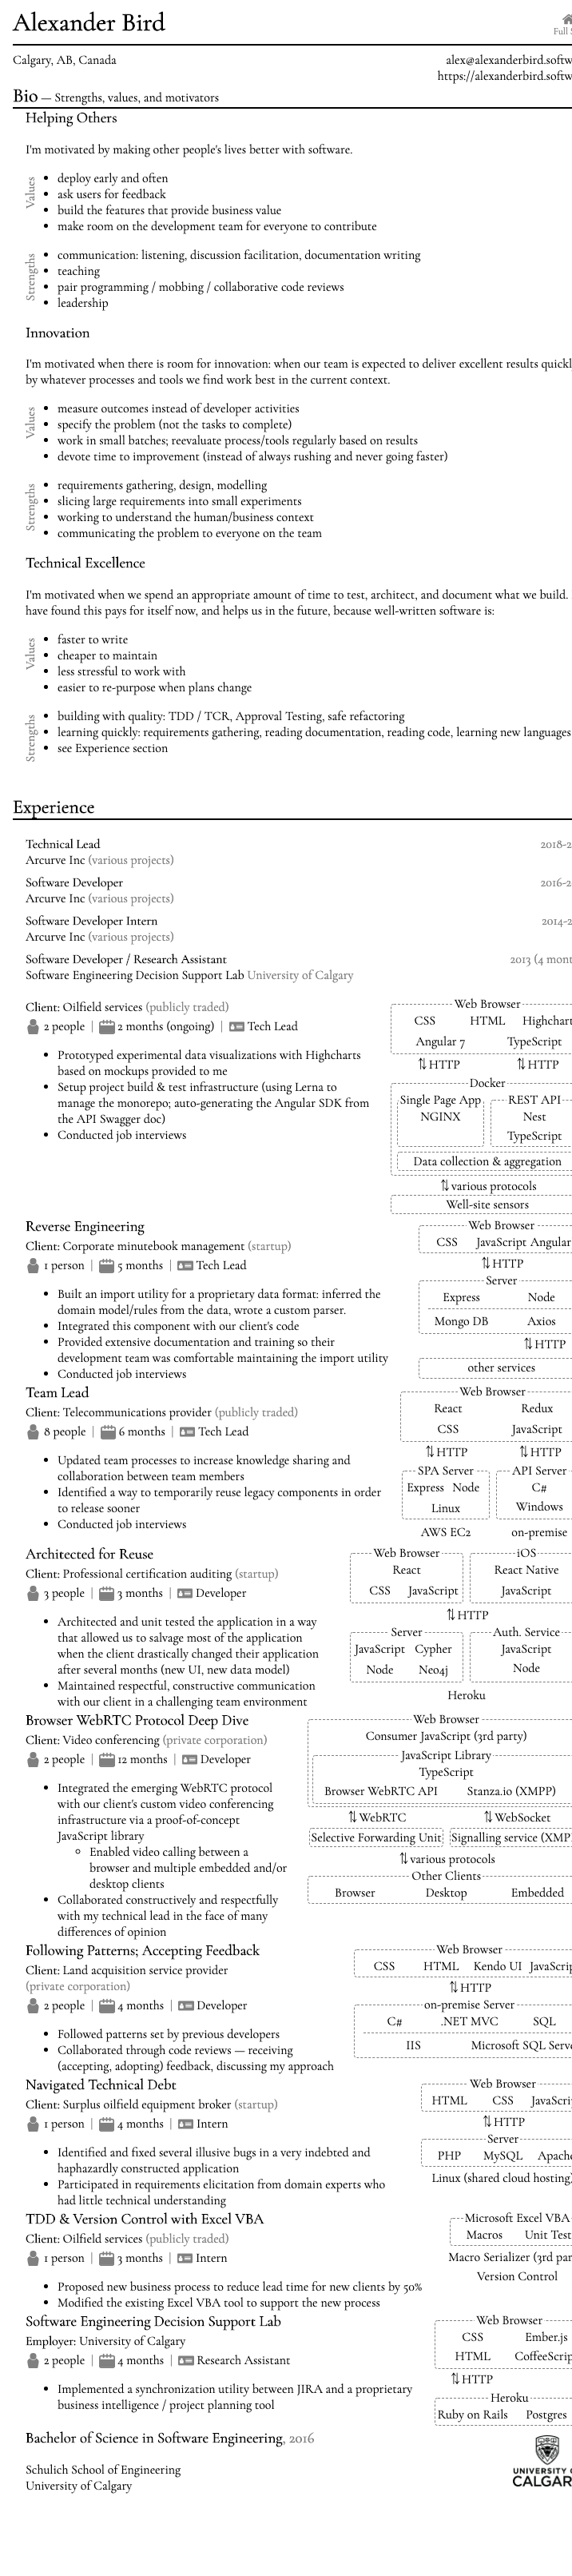 Alexander Bird
Full
Calgary, AB, Canada
alex@alexanderbird.softw
https://alexanderbird.softw
Bio — Strengths, values, and motivators
Helping Others
I'm motivated by making other people's lives better with software.
Values
deploy early and often
ask users for feedback
build the features that provide business value
make room on the development team for everyone to contribute
Strengths
communication: listening, discussion facilitation, documentation writing
teaching
pair programming / mobbing / collaborative code reviews
leadership
Innovation
I'm motivated when there is room for innovation: when our team is expected to deliver excellent results quickl
by whatever processes and tools we find work best in the current context.
Values
measure outcomes instead of developer activities
specify the problem (not the tasks to complete)
work in small batches; reevaluate process/tools regularly based on results
devote time to improvement (instead of always rushing and never going faster)
Strengths
requirements gathering, design, modelling
slicing large requirements into small experiments
working to understand the human/business context
communicating the problem to everyone on the team
Technical Excellence
I'm motivated when we spend an appropriate amount of time to test, architect, and document what we build.
have found this pays for itself now, and helps us in the future, because well-written software is:
Values
faster to write
cheaper to maintain
less stressful to work with
easier to re-purpose when plans change
Strengths
building with quality: TDD / TCR, Approval Testing, safe refactoring
learning quickly: requirements gathering, reading documentation, reading code, learning new languages
see Experience section
Experience
Technical Lead 2018-2
Arcurve Inc (various projects)
Software Developer 2016-2
Arcurve Inc (various projects)
Software Developer Intern 2014-2
Arcurve Inc (various projects)
Software Developer / Research Assistant 2013 (4 mont
Software Engineering Decision Support Lab University of Calgary
Client: Oilfield services (publicly traded)
2 people | 2 months (ongoing) | Tech Lead
Prototyped experimental data visualizations with Highcharts
based on mockups provided to me
Setup project build & test infrastructure (using Lerna to
manage the monorepo; auto-generating the Angular SDK from
the API Swagger doc)
Conducted job interviews
Web Browser
CSS HTML Highchart
Angular 7 TypeScript
⇅ HTTP ⇅ HTTP
Docker
Single Page App REST API
NGINX Nest
TypeScript
Data collection & aggregation
⇅ various protocols
Well-site sensors
Reverse Engineering
Client: Corporate minutebook management (startup)
1 person | 5 months | Tech Lead
Built an import utility for a proprietary data format: inferred the
domain model/rules from the data, wrote a custom parser.
Integrated this component with our client's code
Provided extensive documentation and training so their
development team was comfortable maintaining the import utility
Conducted job interviews
Web Browser
CSS JavaScript Angular
⇅ HTTP
Server
Express Node
Mongo DB Axios
⇅ HTTP
other services
Team Lead
Client: Telecommunications provider (publicly traded)
8 people | 6 months | Tech Lead
Updated team processes to increase knowledge sharing and
collaboration between team members
Identified a way to temporarily reuse legacy components in order
to release sooner
Conducted job interviews
Web Browser
React Redux
CSS JavaScript
⇅ HTTP ⇅ HTTP
SPA Server API Server
Express Node C#
Linux Windows
AWS EC2 on-premise
Architected for Reuse
Client: Professional certification auditing (startup)
3 people | 3 months | Developer
Architected and unit tested the application in a way
that allowed us to salvage most of the application
when the client drastically changed their application
after several months (new UI, new data model)
Maintained respectful, constructive communication
with our client in a challenging team environment
Web Browser iOS
React React Native
CSS JavaScript JavaScript
⇅ HTTP
Server Auth. Service
JavaScript Cypher JavaScript
Node Neo4j Node
Heroku
Browser WebRTC Protocol Deep Dive
Client: Video conferencing (private corporation)
2 people | 12 months | Developer
Integrated the emerging WebRTC protocol
with our client's custom video conferencing
infrastructure via a proof-of-concept
JavaScript library
Enabled video calling between a
browser and multiple embedded and/or
desktop clients
Collaborated constructively and respectfully
with my technical lead in the face of many
differences of opinion
Web Browser
Consumer JavaScript (3rd party)
JavaScript Library
TypeScript
Browser WebRTC API Stanza.io (XMPP)
⇅ WebRTC ⇅ WebSocket
Selective Forwarding Unit Signalling service (XMP
⇅ various protocols
Other Clients
Browser Desktop Embedded
Following Patterns; Accepting Feedback
Client: Land acquisition service provider
(private corporation)
2 people | 4 months | Developer
Followed patterns set by previous developers
Collaborated through code reviews — receiving
(accepting, adopting) feedback, discussing my approach
Web Browser
CSS HTML Kendo UI JavaScrip
⇅ HTTP
on-premise Server
C# .NET MVC SQL
IIS Microsoft SQL Serve
Navigated Technical Debt
Client: Surplus oilfield equipment broker (startup)
1 person | 4 months | Intern
Identified and fixed several illusive bugs in a very indebted and
haphazardly constructed application
Participated in requirements elicitation from domain experts who
had little technical understanding
Web Browser
HTML CSS JavaScri
⇅ HTTP
Server
PHP MySQL Apach
Linux (shared cloud hosting)
TDD & Version Control with Excel VBA
Client: Oilfield services (publicly traded)
1 person | 3 months | Intern
Proposed new business process to reduce lead time for new clients by 50%
Modified the existing Excel VBA tool to support the new process
Microsoft Excel VBA
Macros Unit Test
Macro Serializer (3rd par
Version Control
Software Engineering Decision Support Lab
Employer: University of Calgary
2 people | 4 months | Research Assistant
Implemented a synchronization utility between JIRA and a proprietary
business intelligence / project planning tool
Web Browser
CSS Ember.js
HTML CoffeeScrip
⇅ HTTP
Heroku
Ruby on Rails Postgres
Bachelor of Science in Software Engineering, 2016
Schulich School of Engineering
University of Calgary
UNIVERSITY O
CALGAR